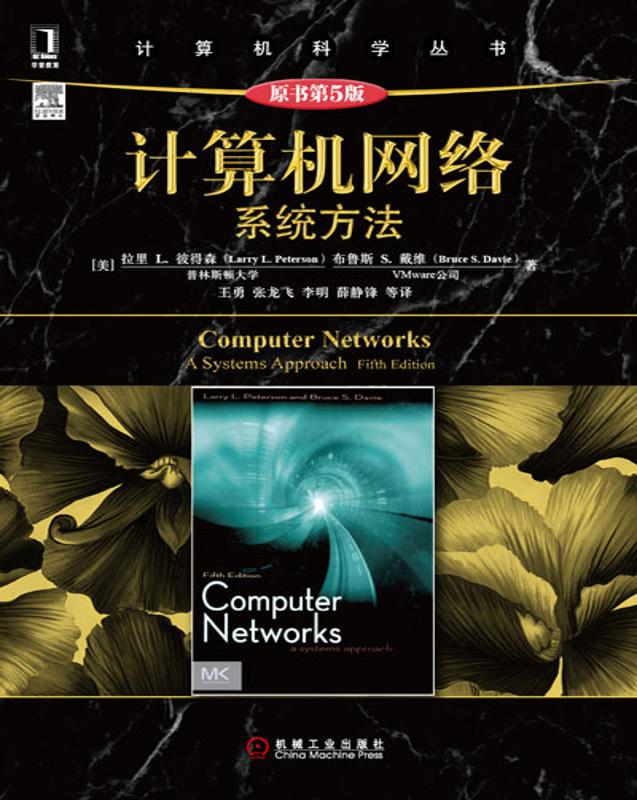 计算机科学丛书
华章教育
原书第5版
计算机网络
系统方法
[美] 拉里 L. 彼得森(Larry L. Peterson) 布鲁斯 S. 戴维(Bruce S. Davie) 著
普林斯顿大学 VMware公司
王勇 张龙飞 李明 薛静锋 等译
Computer Networks
A Systems Approach Fifth Edition
Larry L. Peterson and Bruce S. Davie
Fifth Edition
Computer
Networks
a systems approach
MK
机械工业出版社
China Machine Press